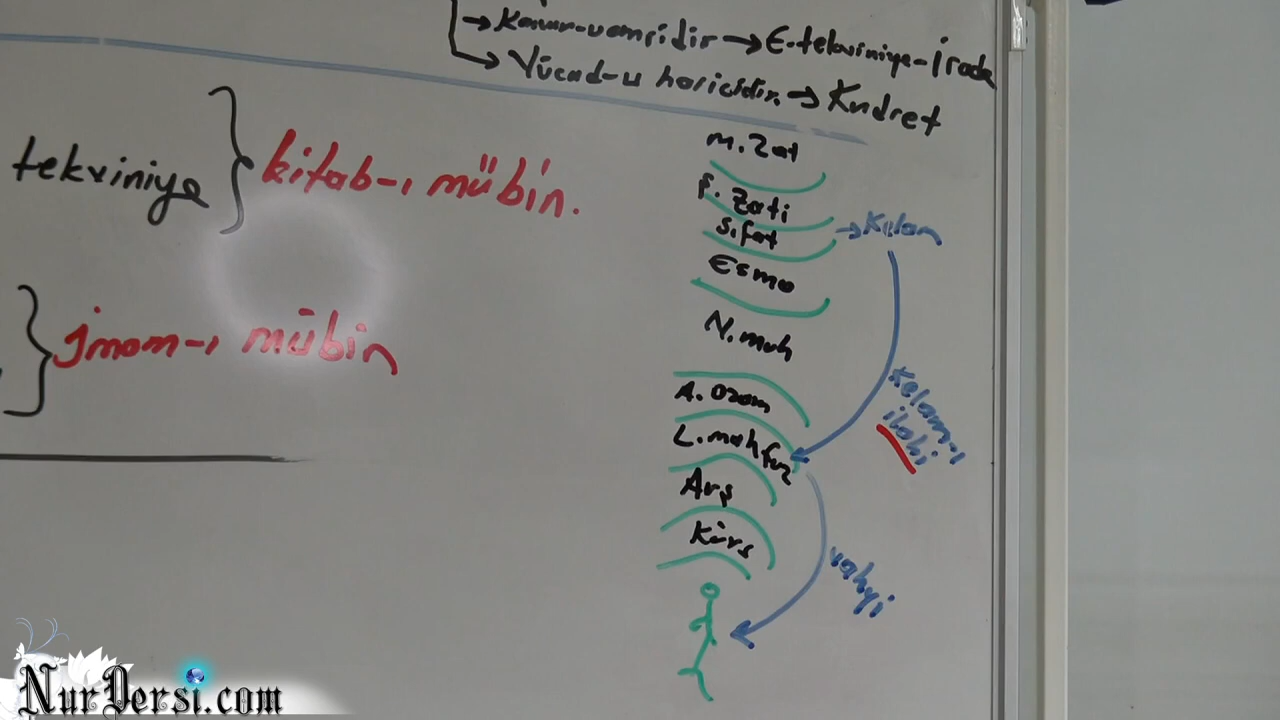 → Kanun-u emridir → E.tekviniye-İrade
→ Vücud-u haricidir. → Kudret
tekviniye } kitab-ı mübin.
} İmam-ı mübin
M. Zat
Ş. Zati
Sıfat → Kelam
Esma
N. muh
A. Azam
L. mahfuz
Arş
Kürs
Kelam-ı
ilahi
vahyi
NurDersi.com